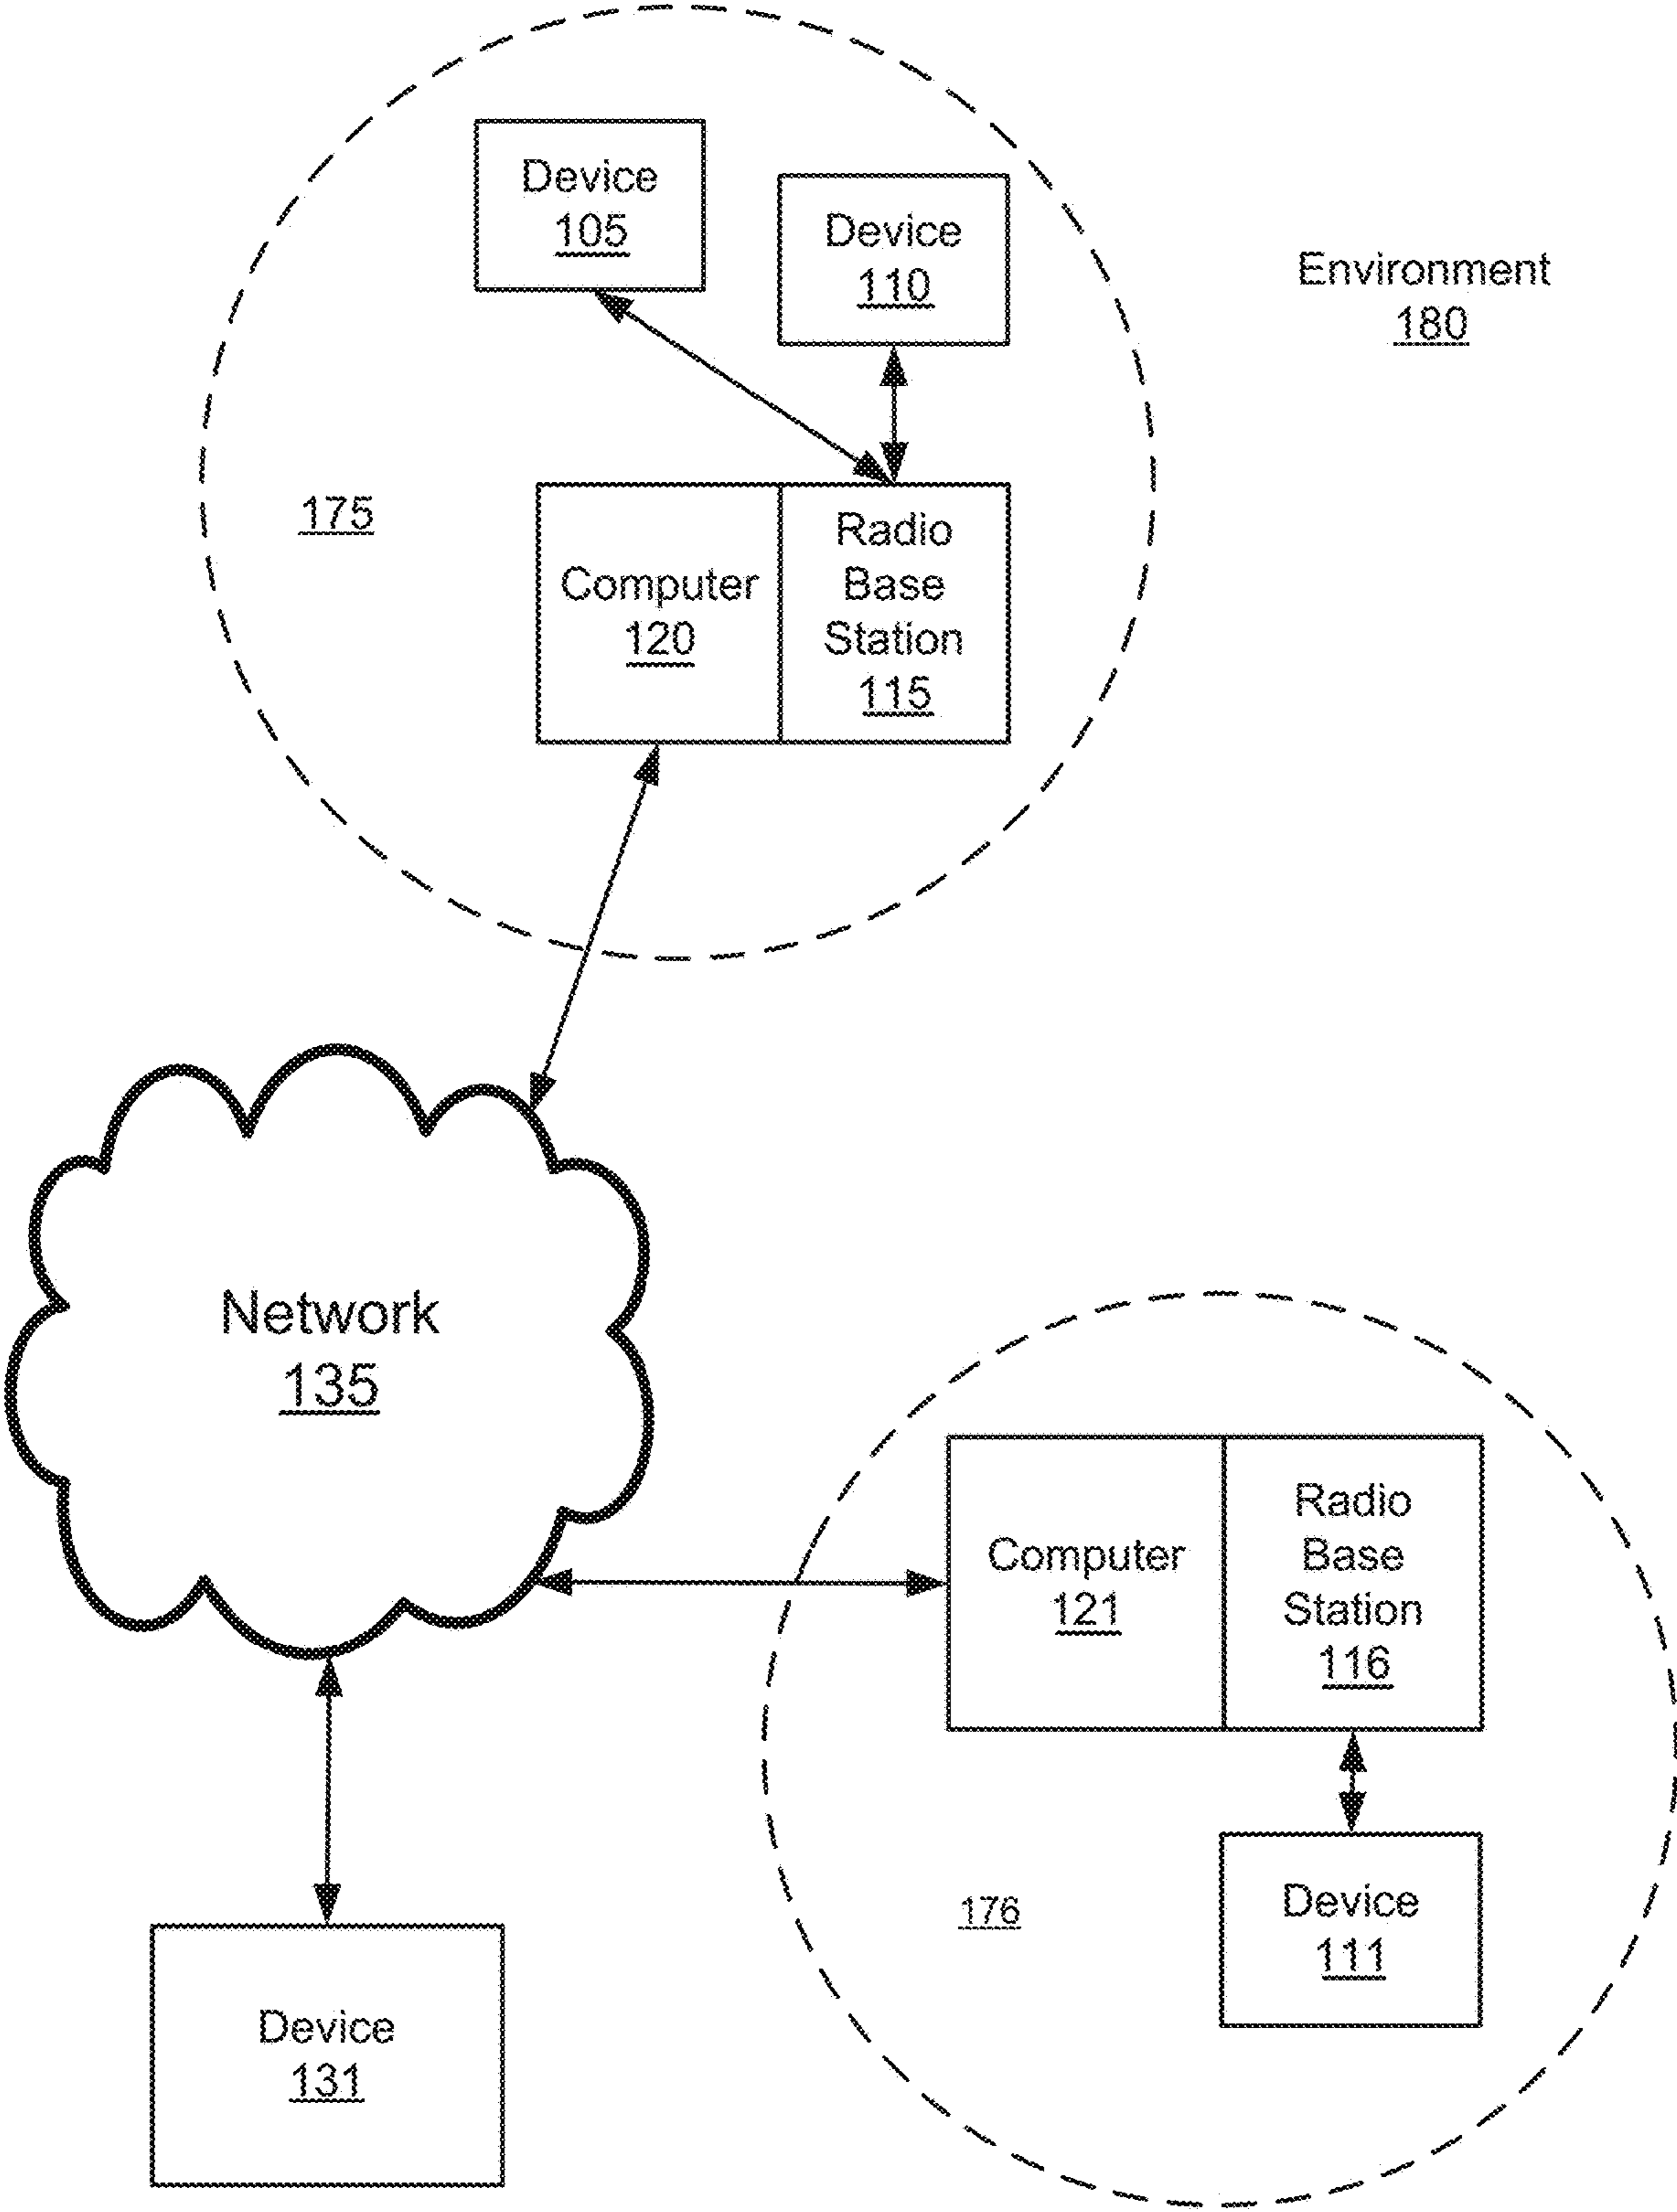 Device
105
Device
110
Environment
180
175
Computer
120
Radio
Base
Station
115
Network
135
Computer
121
Radio
Base
Station
116
176
Device
111
Device
131